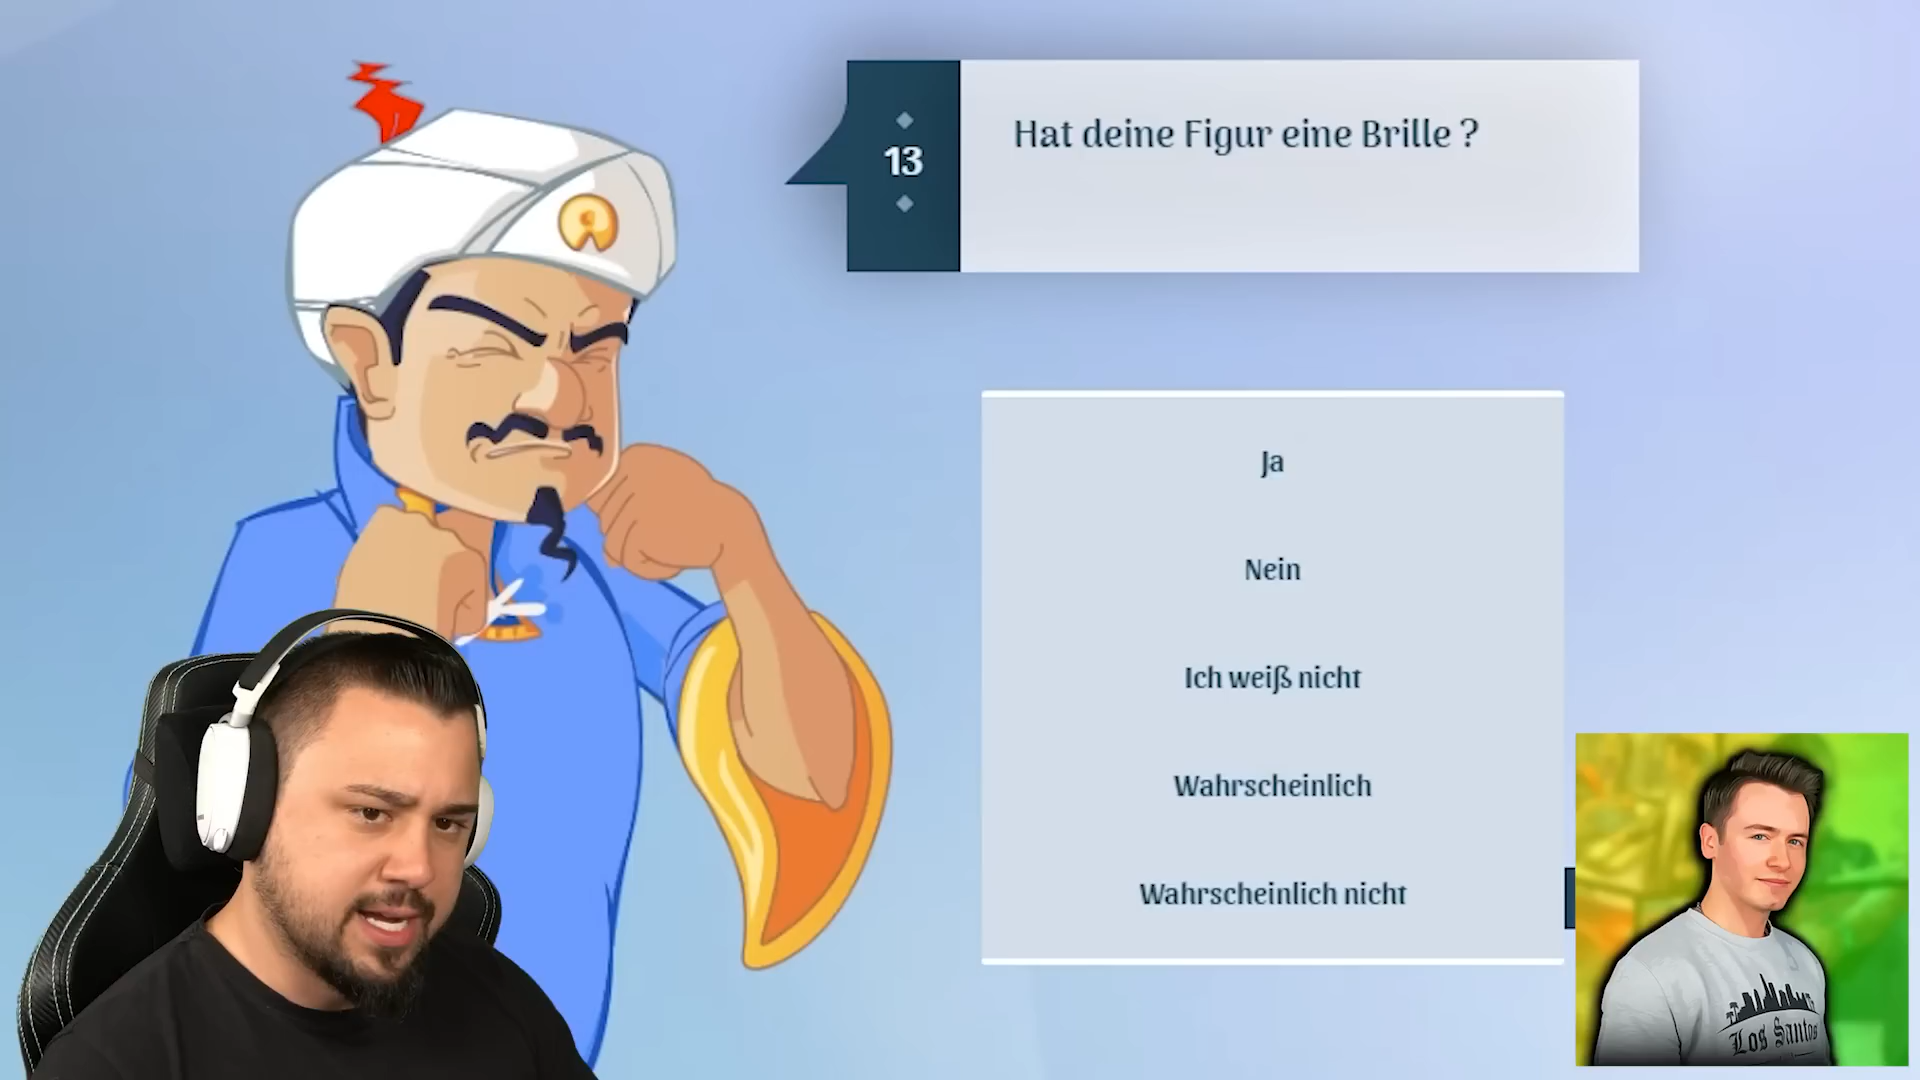 13
Hat deine Figur eine Brille ?
Ja
Nein
Ich weiß nicht
Wahrscheinlich
Wahrscheinlich nicht
Los Santos